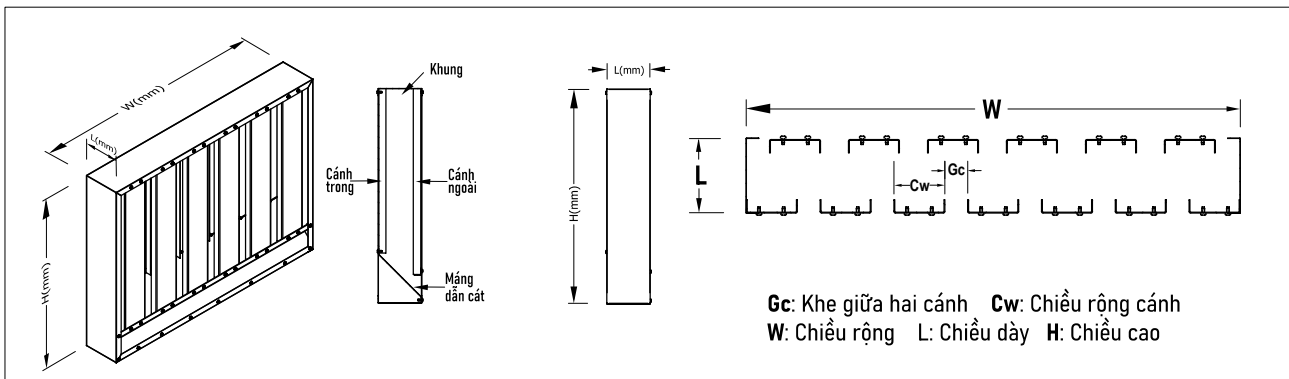 W(mm)
L(mm)
H(mm)
Khung
Cánh
trong
Cánh
ngoài
Máng
dẫn cát
L(mm)
H(mm)
W
L
Cw
Gc
Gc: Khe giữa hai cánh Cw: Chiều rộng cánh
W: Chiều rộng L: Chiều dày H: Chiều cao